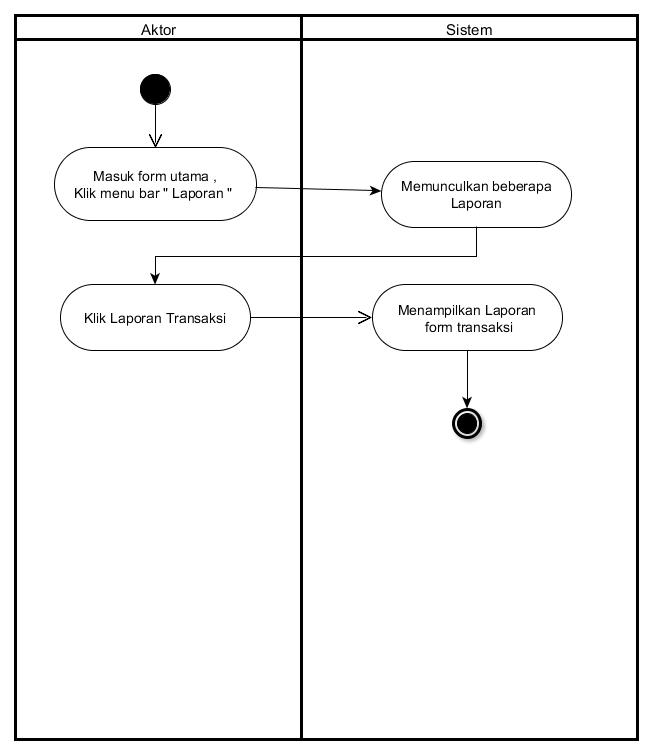 Aktor
Sistem
Masuk form utama ,
Klik menu bar " Laporan "
Memunculkan beberapa
Laporan
Klik Laporan Transaksi
Menampilkan Laporan
form transaksi